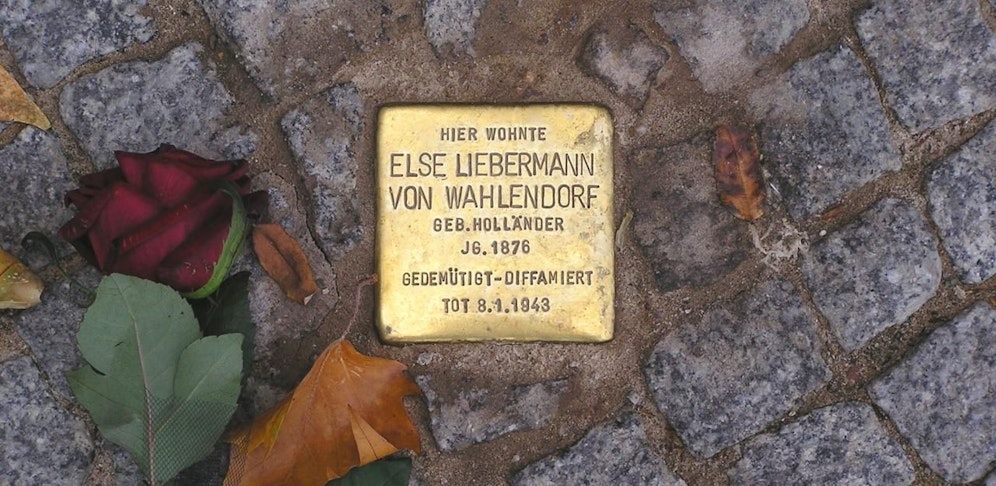 HIER WOHNTE
ELSE LIEBERMANN
VON WAHLENDORF
GEB. HOLLÄNDER
JG. 1876
GEDEMÜTIGT-DIFFAMIERT
TOT 8.1.1943